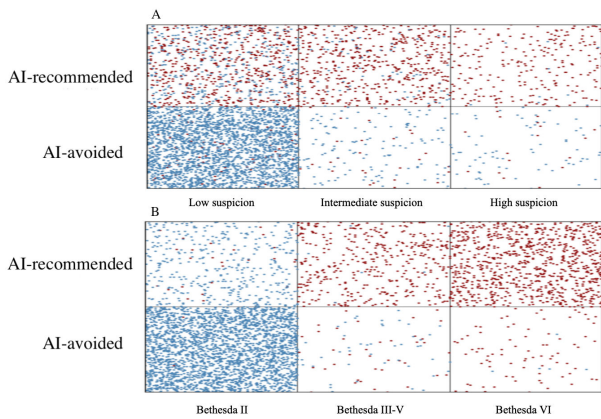 A
AI-recommended
AI-avoided
Low suspicion Intermediate suspicion High suspicion
B
AI-recommended
AI-avoided
Bethesda II Bethesda III-V Bethesda VI